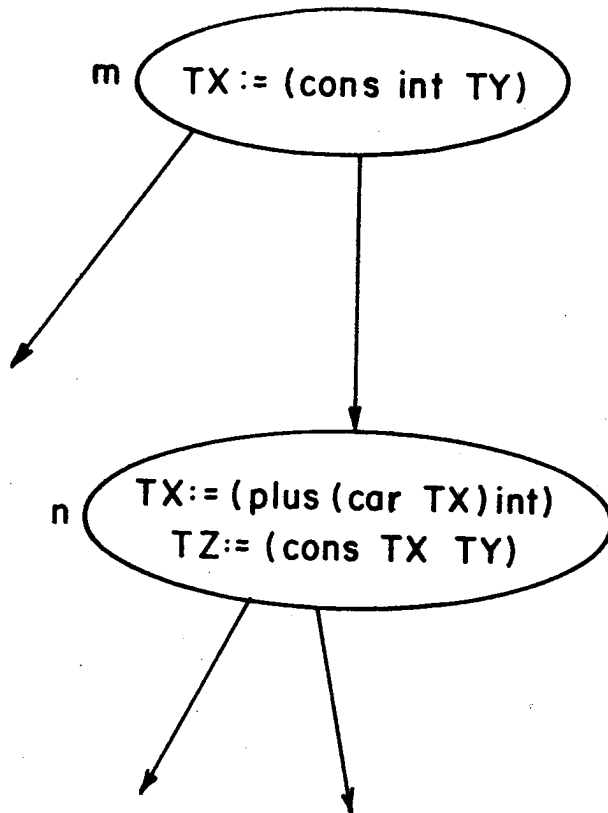 m
TX := (cons int TY)
n
TX := (plus (car TX) int)
TZ := (cons TX TY)